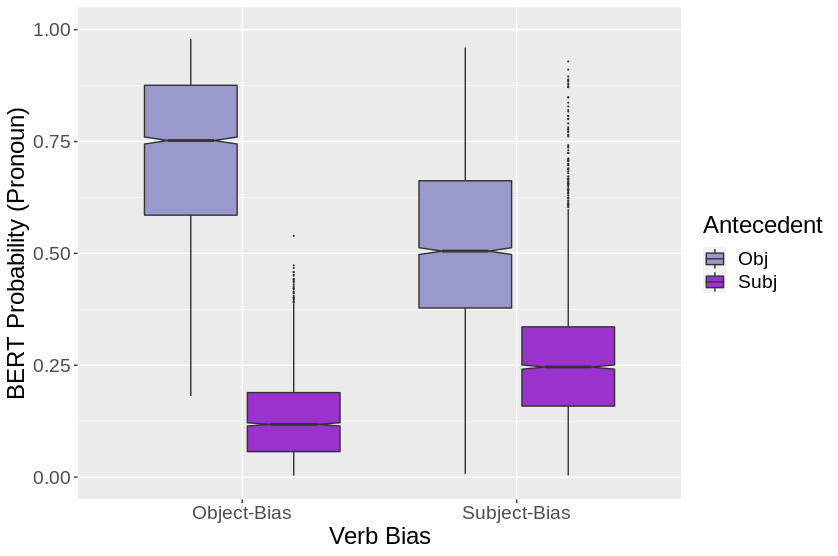 1.00
0.75
0.50
0.25
0.00
BERT Probability (Pronoun)
Object-Bias
Subject-Bias
Verb Bias
Antecedent
Obj
Subj